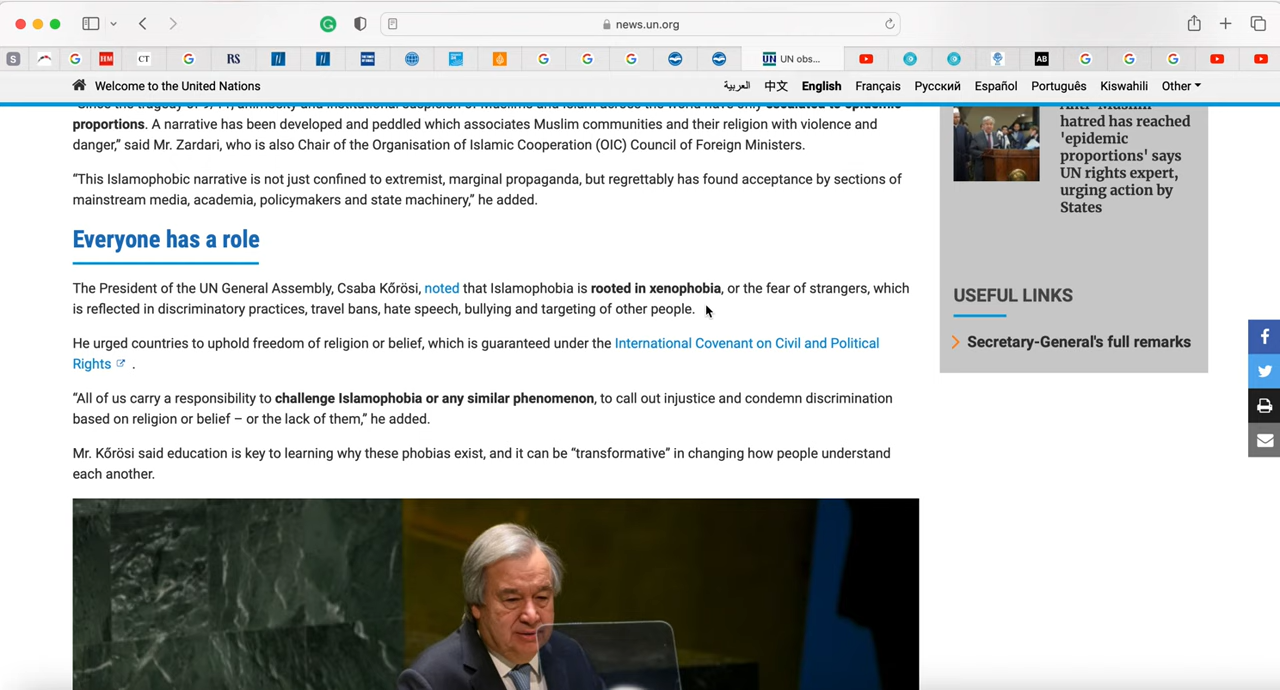 news.un.org
S
G
IEM
CT
G
RS
G
G
G
UN
UN obs...
AB
G
G
G
Welcome to the United Nations
العربية
中文
English
Français
Русский
Español
Português
Kiswahili
Other
“Since the tragedy of 9/11, animosity and institutional suspicion of Muslims and Islam across the world have only escalated to epidemic
proportions. A narrative has been developed and peddled which associates Muslim communities and their religion with violence and
danger,” said Mr. Zardari, who is also Chair of the Organisation of Islamic Cooperation (OIC) Council of Foreign Ministers.
“This Islamophobic narrative is not just confined to extremist, marginal propaganda, but regrettably has found acceptance by sections of
mainstream media, academia, policymakers and state machinery,” he added.
Everyone has a role
The President of the UN General Assembly, Csaba Kőrösi, noted that Islamophobia is rooted in xenophobia, or the fear of strangers, which
is reflected in discriminatory practices, travel bans, hate speech, bullying and targeting of other people.
He urged countries to uphold freedom of religion or belief, which is guaranteed under the International Covenant on Civil and Political
Rights .
“All of us carry a responsibility to challenge Islamophobia or any similar phenomenon, to call out injustice and condemn discrimination
based on religion or belief – or the lack of them,” he added.
Mr. Kőrösi said education is key to learning why these phobias exist, and it can be “transformative” in changing how people understand
each another.
Anti-Muslim
hatred has reached
'epidemic
proportions' says
UN rights expert,
urging action by
States
USEFUL LINKS
Secretary-General's full remarks